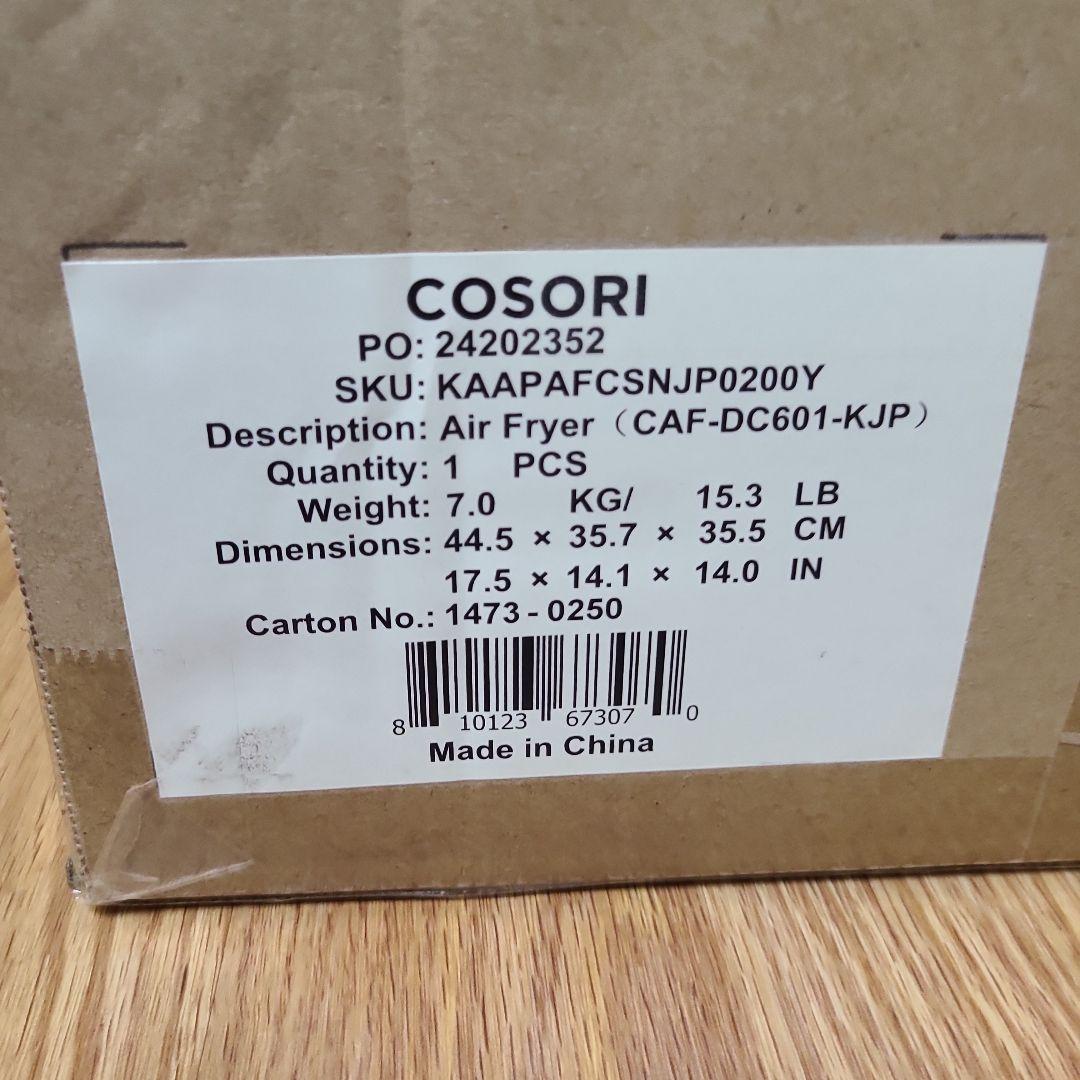 COSORI
PO: 24202352
SKU: KAAPAFCSNJP0200Y
Description: Air Fryer（CAF-DC601-KJP）
Quantity: 1 PCS
Weight: 7.0 KG/ 15.3 LB
Dimensions: 44.5 × 35.7 × 35.5 CM
17.5 × 14.1 × 14.0 IN
Carton No.: 1473 - 0250
8 10123 67307 0
Made in China